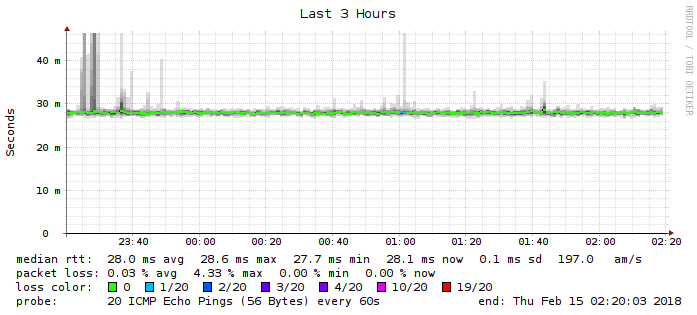 Last 3 Hours
RRDTOOL / TOBI OETIKER
Seconds
40 m
30 m
20 m
10 m
0
23:40 00:00 00:20 00:40 01:00 01:20 01:40 02:00 02:20
median rtt: 28.0 ms avg 28.6 ms max 27.7 ms min 28.1 ms now 0.1 ms sd 197.0 am/s
packet loss: 0.03 % avg 4.33 % max 0.00 % min 0.00 % now
loss color: 0 1/20 2/20 3/20 4/20 10/20 19/20
probe: 20 ICMP Echo Pings (56 Bytes) every 60s end: Thu Feb 15 02:20:03 2018